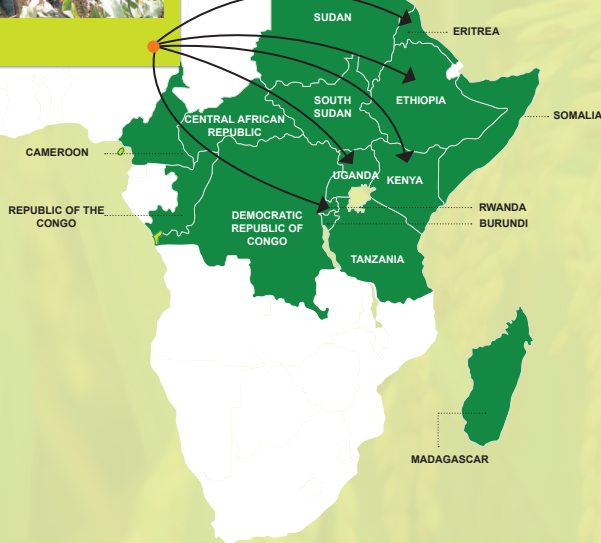 SUDAN
ERITREA
SOUTH
SUDAN
ETHIOPIA
SOMALIA
CENTRAL AFRICAN
REPUBLIC
CAMEROON
UGANDA
KENYA
REPUBLIC OF THE
CONGO
DEMOCRATIC
REPUBLIC OF
CONGO
RWANDA
BURUNDI
TANZANIA
MADAGASCAR